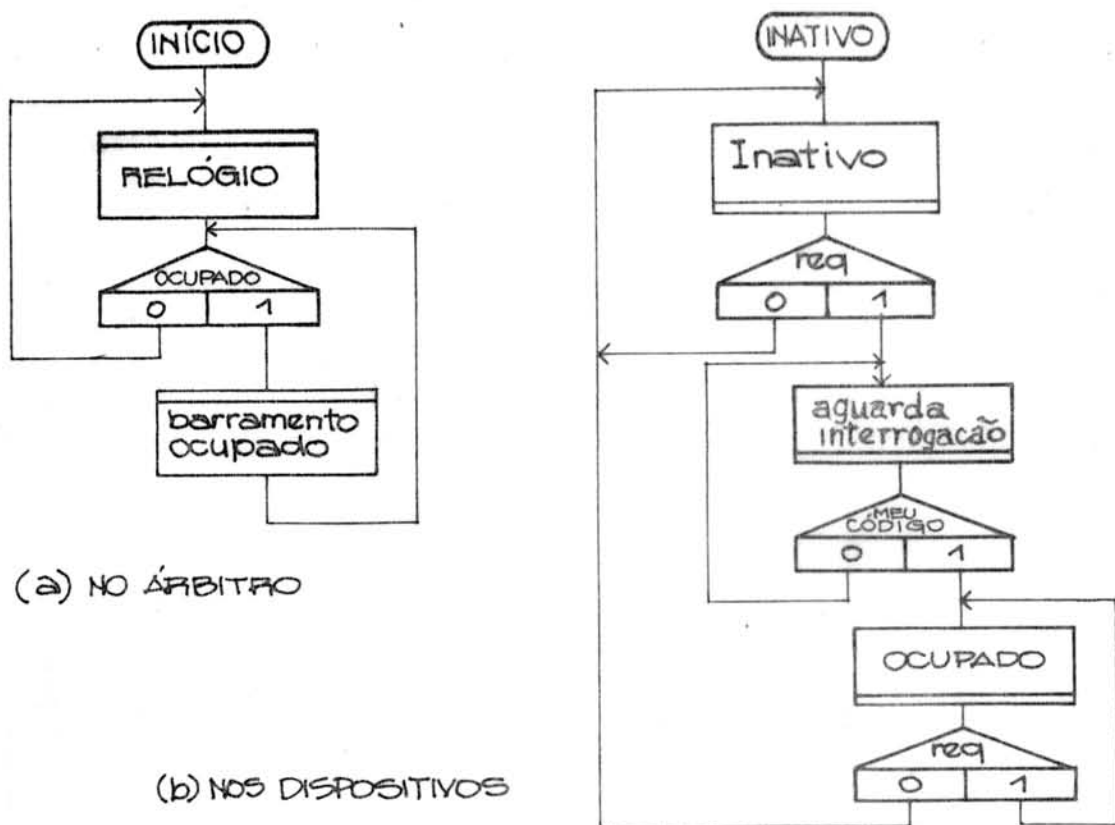 INÍCIO
RELÓGIO
OCUPADO
0 1
barramento
ocupado
(a) NO ÁRBITRO
INATIVO
Inativo
req
0 1
aguarda
interrogacão
MEU
CÓDIGO
0 1
OCUPADO
req
0 1
(b) NOS DISPOSITIVOS